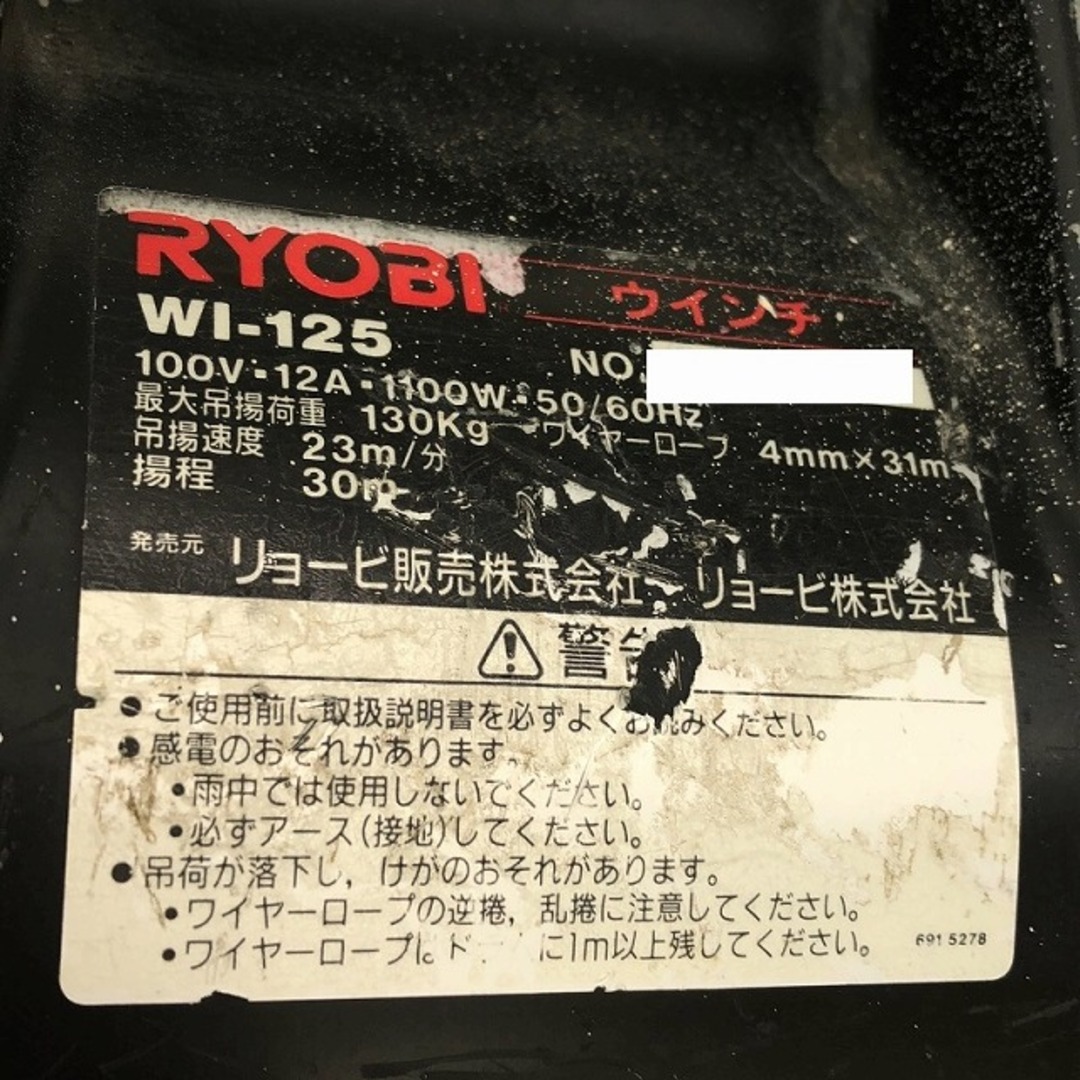 RYOBI ウインチ
WI-125 NO.
100V・12A・1100W・50/60Hz
最大吊揚荷重 130Kg ワイヤーロープ 4mm×31m
吊揚速度 23m/分
揚程 30m
発売元 リョービ販売株式会社 リョービ株式会社
警告
●ご使用前に取扱説明書を必ずよくお読みください。
●感電のおそれがあります。
•雨中では使用しないでください。
•必ずアース(接地)してください。
●吊荷が落下し,けがのおそれがあります。
•ワイヤーロープの逆捲,乱捲に注意してください。
•ワイヤーロープは に1m以上残してください。
691 5278